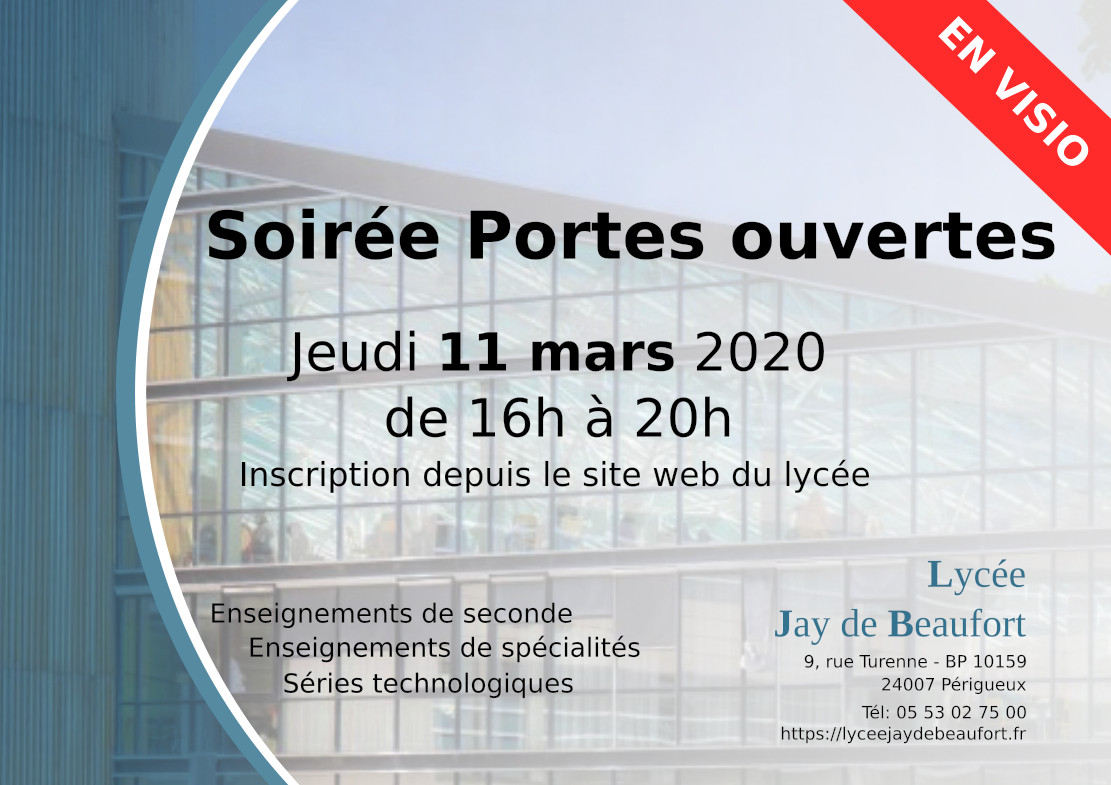 EN VISIO
Soirée Portes ouvertes
Jeudi 11 mars 2020
de 16h à 20h
Inscription depuis le site web du lycée
Enseignements de seconde
Enseignements de spécialités
Séries technologiques
Lycée
Jay de Beaufort
9, rue Turenne - BP 10159
24007 Périgueux
Tél: 05 53 02 75 00
https://lyceejaydebeaufort.fr